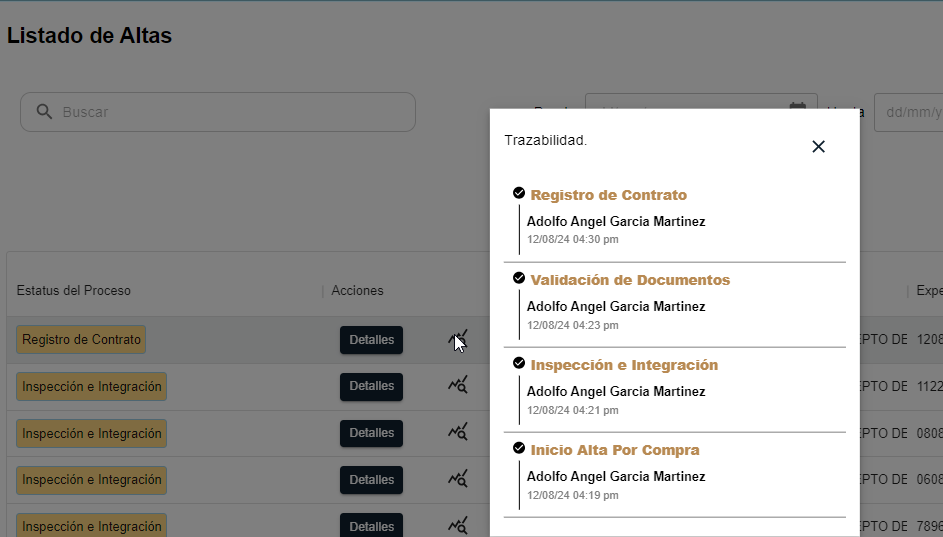 Listado de Altas
Buscar
dd/mm/y
Trazabilidad.
Registro de Contrato
Adolfo Angel Garcia Martinez
12/08/24 04:30 pm
Validación de Documentos
Adolfo Angel Garcia Martinez
12/08/24 04:23 pm
Inspección e Integración
Adolfo Angel Garcia Martinez
12/08/24 04:21 pm
Inicio Alta Por Compra
Adolfo Angel Garcia Martinez
12/08/24 04:19 pm
Estatus del Proceso Acciones Expe
Registro de Contrato Detalles EPTO DE 1208
Inspección e Integración Detalles EPTO DE 1122
Inspección e Integración Detalles EPTO DE 0808
Inspección e Integración Detalles EPTO DE 0608
Inspección e Integración Detalles EPTO DE 7896